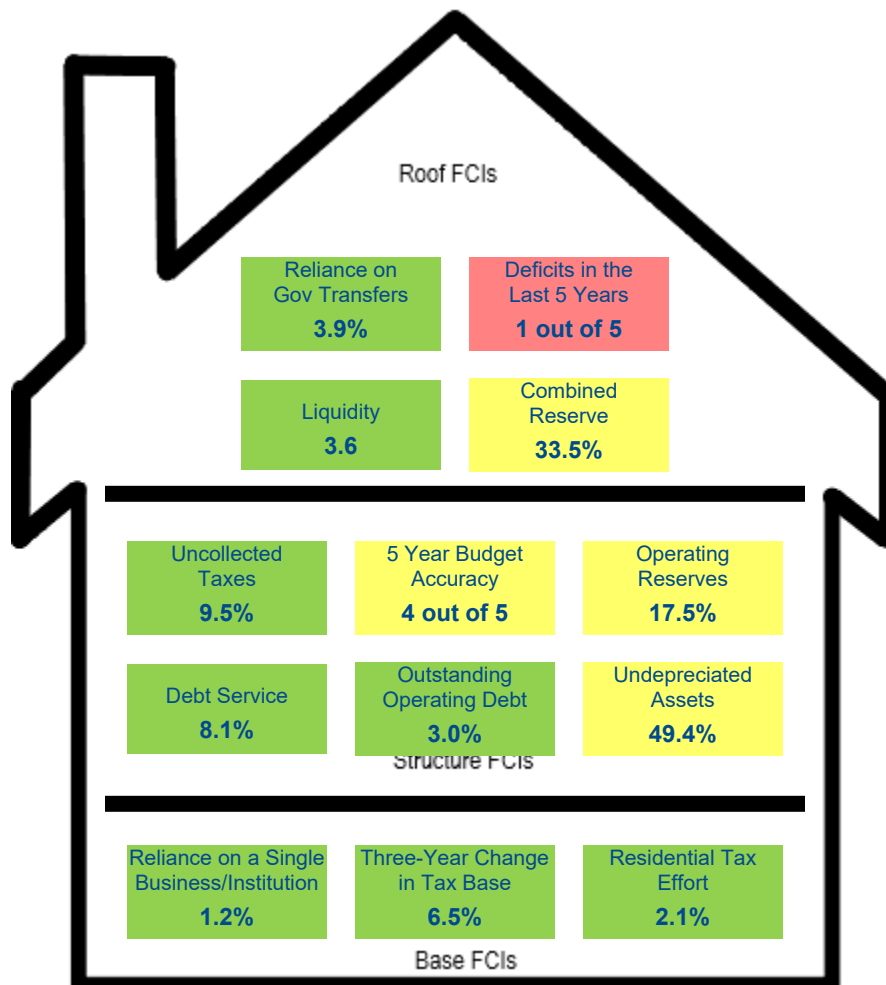 Roof FCIs
Reliance on
Gov Transfers
3.9%
Deficits in the
Last 5 Years
1 out of 5
Liquidity
3.6
Combined
Reserve
33.5%
Uncollected
Taxes
9.5%
5 Year Budget
Accuracy
4 out of 5
Operating
Reserves
17.5%
Debt Service
8.1%
Outstanding
Operating Debt
3.0%
Undepreciated
Assets
49.4%
Structure FCIs
Reliance on a Single
Business/Institution
1.2%
Three-Year Change
in Tax Base
6.5%
Residential Tax
Effort
2.1%
Base FCIs